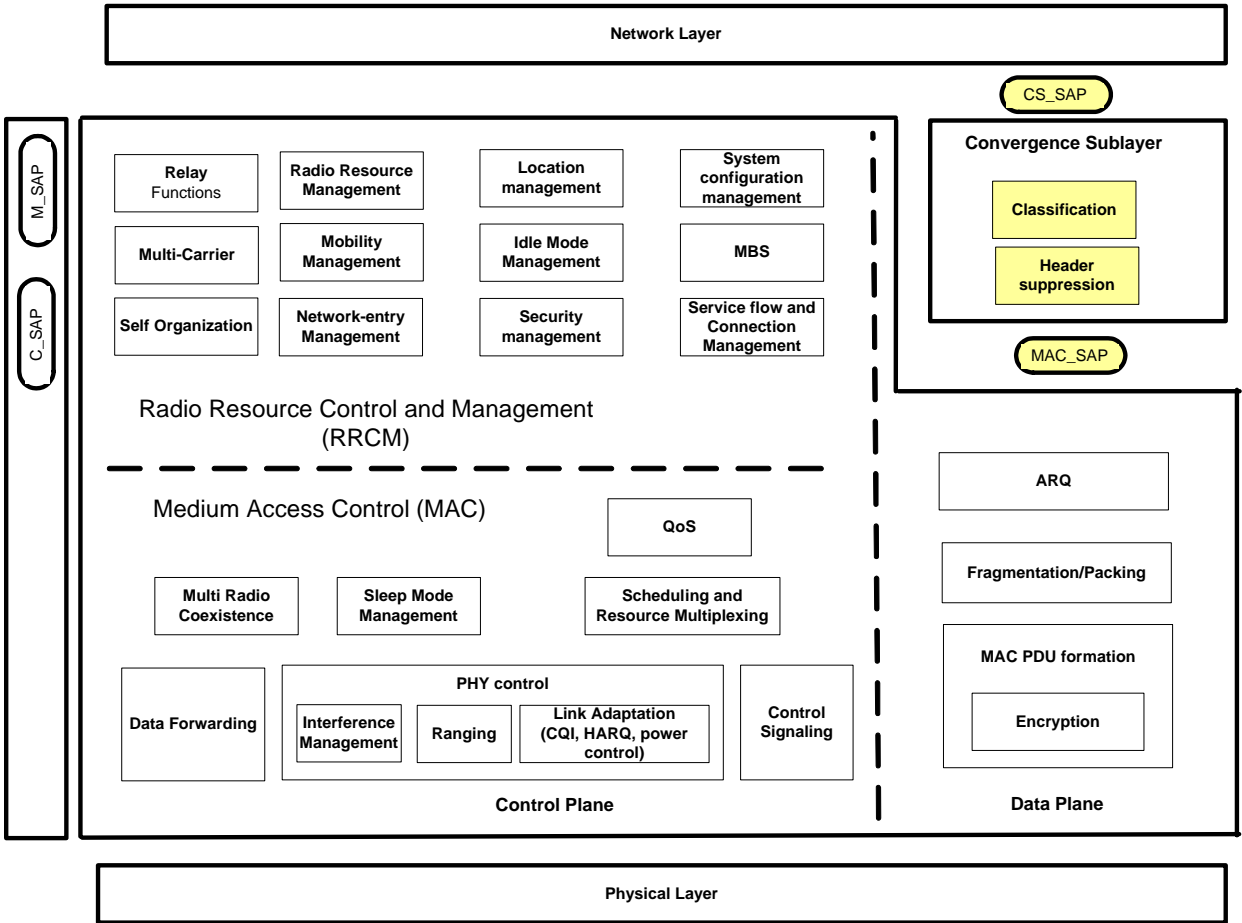 Network Layer
CS_SAP
M_SAP
C_SAP
Relay
Functions
Radio Resource
Management
Location
management
System
configuration
management
Multi-Carrier
Mobility
Management
Idle Mode
Management
MBS
Self Organization
Network-entry
Management
Security
management
Service flow and
Connection
Management
Convergence Sublayer
Classification
Header
suppression
MAC_SAP
Radio Resource Control and Management
(RRCM)
Medium Access Control (MAC)
QoS
Multi Radio
Coexistence
Sleep Mode
Management
Scheduling and
Resource Multiplexing
Data Forwarding
PHY control
Interference
Management
Ranging
Link Adaptation
(CQI, HARQ, power
control)
Control
Signaling
Control Plane
ARQ
Fragmentation/Packing
MAC PDU formation
Encryption
Data Plane
Physical Layer